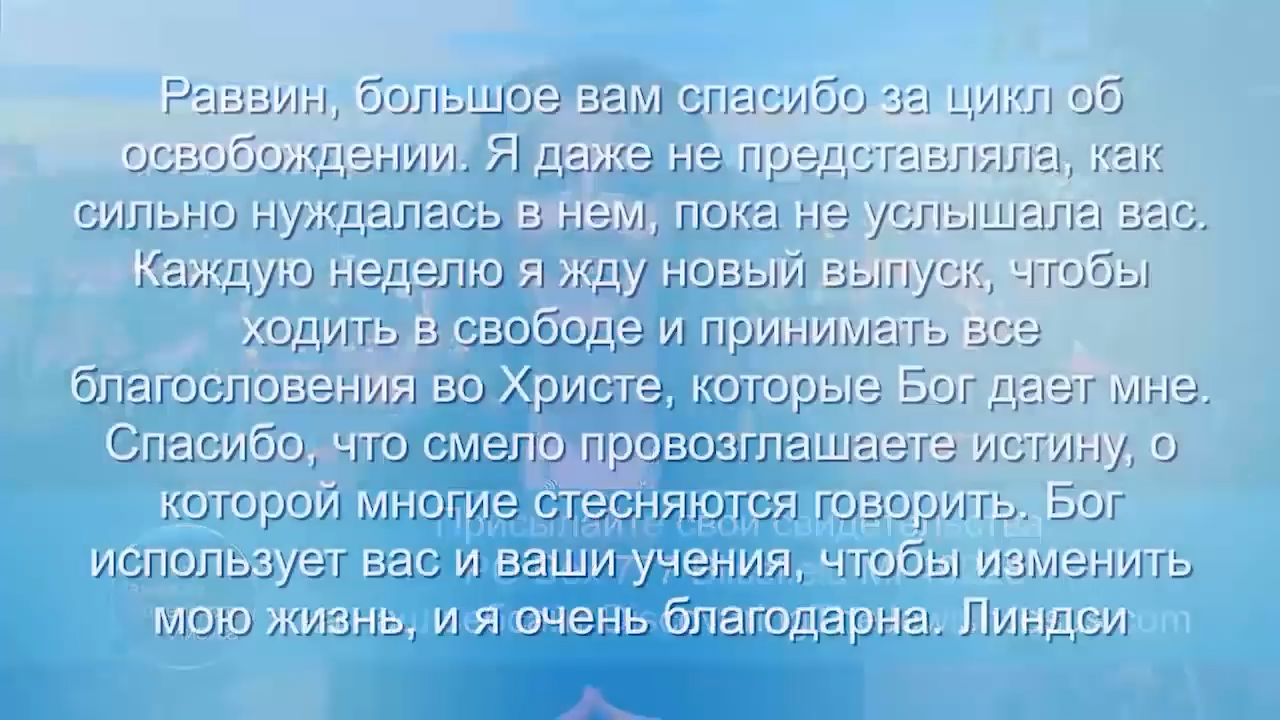 Раввин, большое вам спасибо за цикл об
освобождении. Я даже не представляла, как
сильно нуждалась в нем, пока не услышала вас.
Каждую неделю я жду новый выпуск, чтобы
ходить в свободе и принимать все
благословения во Христе, которые Бог дает мне.
Спасибо, что смело провозглашаете истину, о
которой многие стесняются говорить. Бог
использует вас и ваши учения, чтобы изменить
мою жизнь, и я очень благодарна. Линдси
Присылайте свои свидетельства